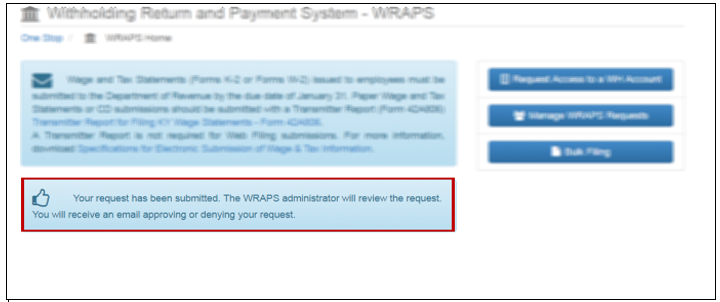 Withholding Return and Payment System - WRAPS
One Stop / WRAPS Home
Wage and Tax Statements (Forms K-2 or Forms W-2) issued to employees must be
submitted to the Department of Revenue by the due date of January 31. Paper Wage and Tax
Statements or CD submissions should be submitted with a Transmitter Report (Form 42A806)
Transmitter Report for Filing KY Wage Statements - Form 42A806.
A Transmitter Report is not required for Web Filing submissions. For more information,
download Specifications for Electronic Submission of Wage & Tax Information.
Request Access to a WH Account
Manage WRAPS Requests
Bulk Filing
Your request has been submitted. The WRAPS administrator will review the request.
You will receive an email approving or denying your request.